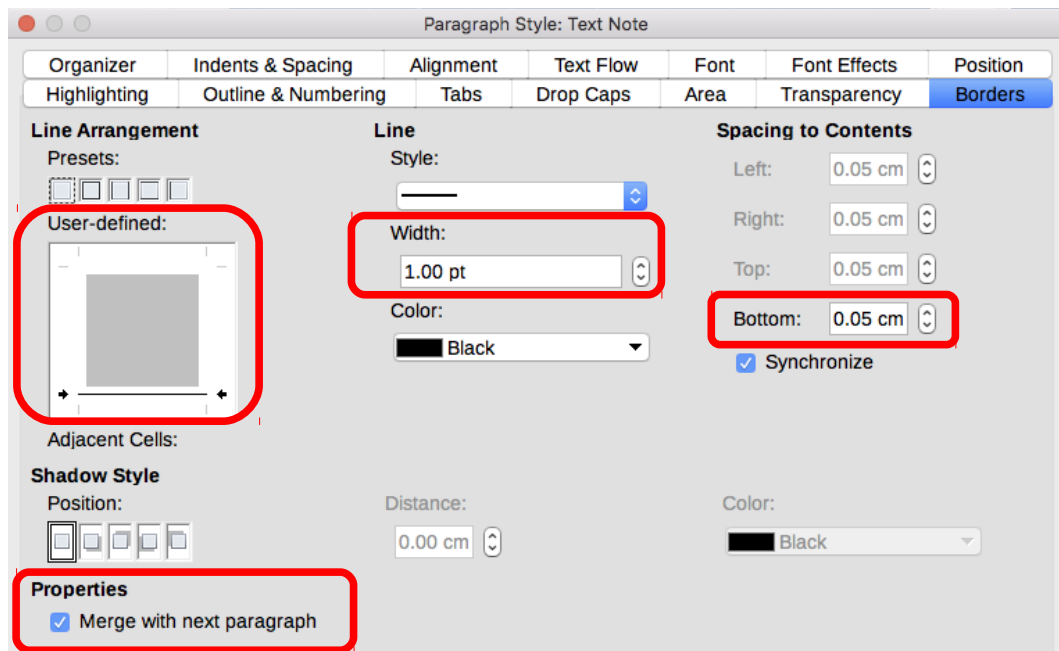 Paragraph Style: Text Note
Organizer Indents & Spacing Alignment Text Flow Font Font Effects Position
Highlighting Outline & Numbering Tabs Drop Caps Area Transparency Borders
Line Arrangement
Presets:
User-defined:
Adjacent Cells:
Line
Style:
Width:
1.00 pt
Color:
Black
Spacing to Contents
Left: 0.05 cm
Right: 0.05 cm
Top: 0.05 cm
Bottom: 0.05 cm
Synchronize
Shadow Style
Position:
Distance:
0.00 cm
Color:
Black
Properties
Merge with next paragraph